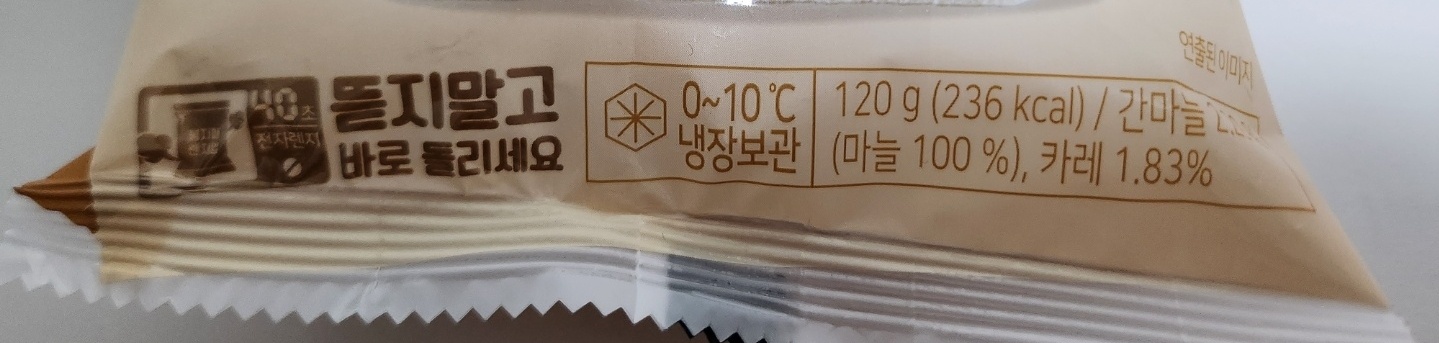 연출된 이미지
40초
전자렌지
뜯지말고
바로 돌리세요
0~10℃
냉장보관
120 g (236 kcal) / 간마늘
(마늘 100 %), 카레 1.83%